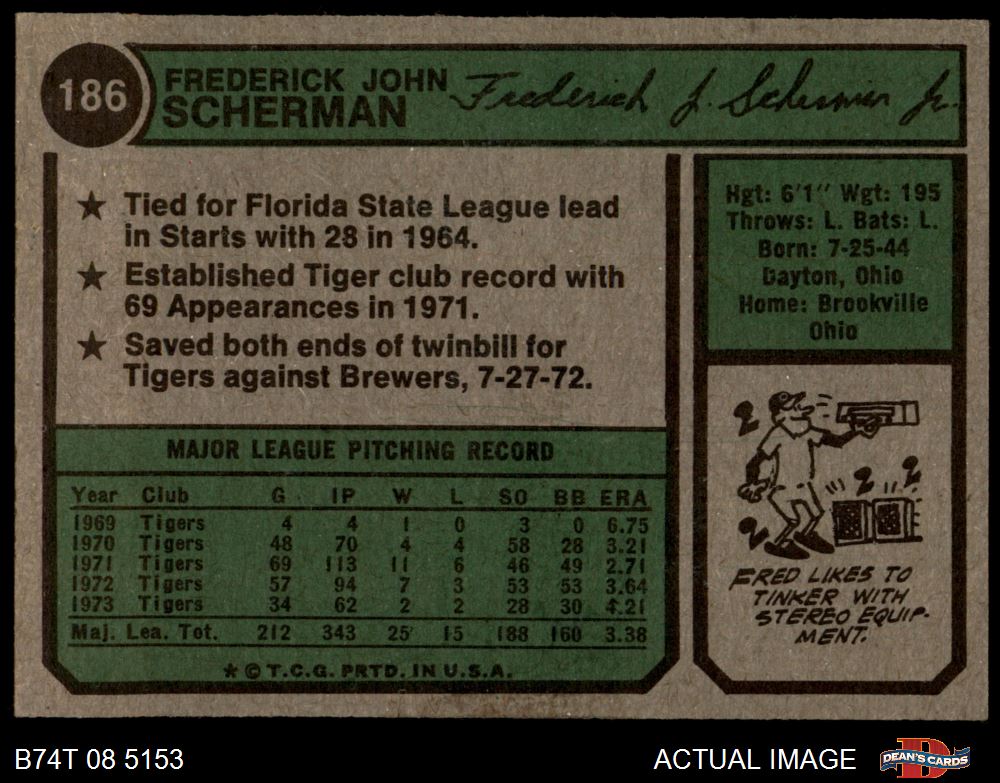 186
FREDERICK JOHN
SCHERMAN
Frederick J. Scherman Jr.
★ Tied for Florida State League lead
in Starts with 28 in 1964.
★ Established Tiger club record with
69 Appearances in 1971.
★ Saved both ends of twinbill for
Tigers against Brewers, 7-27-72.
Hgt: 6'1" Wgt: 195
Throws: L. Bats: L.
Born: 7-25-44
Dayton, Ohio
Home: Brookville
Ohio
MAJOR LEAGUE PITCHING RECORD
Year Club G IP W L SO BB ERA
1969 Tigers 4 4 1 0 3 0 6.75
1970 Tigers 48 70 4 4 58 28 3.21
1971 Tigers 69 113 11 6 46 49 2.71
1972 Tigers 57 94 7 3 53 53 3.64
1973 Tigers 34 62 2 2 28 30 4.21
Maj. Lea. Tot. 212 343 25 15 188 160 3.38
★ © T.C.G. PRTD. IN U.S.A.
FRED LIKES TO
TINKER WITH
STEREO EQUIP-
MENT.
B74T 08 5153
ACTUAL IMAGE
DEAN'S CARDS